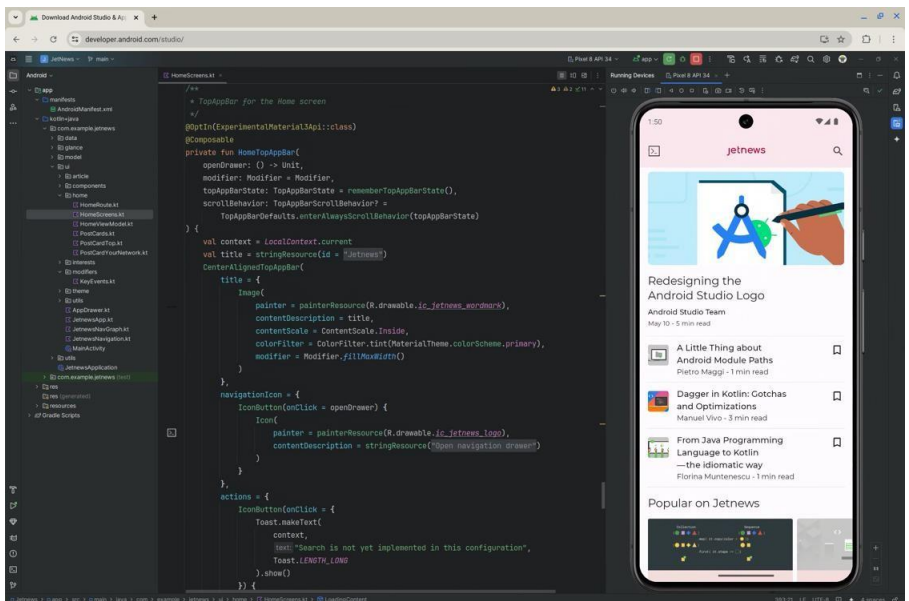 Download Android Studio & Ap
developer.android.com/studio/
JetNews
main
Pixel 8 API 34
app
Android
HomeScreens.kt
Running Devices
Pixel 8 API 34
app
manifests
AndroidManifest.xml
kotlin+java
com.example.jetnews
data
glance
model
ui
article
components
home
HomeRoute.kt
HomeScreens.kt
HomeViewModel.kt
PostCards.kt
PostCardTop.kt
PostCardYourNetwork.kt
interests
modifiers
KeyEvents.kt
theme
utils
AppDrawer.kt
JetnewsApp.kt
JetnewsNavGraph.kt
JetnewsNavigation.kt
MainActivity
utils
JetnewsApplication
com.example.jetnews (test)
res
res (generated)
resources
Gradle Scripts
/**
* TopAppBar for the Home screen
*/
@OptIn(ExperimentalMaterial3Api::class)
@Composable
private fun HomeTopAppBar(
openDrawer: () -> Unit,
modifier: Modifier = Modifier,
topAppBarState: TopAppBarState = rememberTopAppBarState(),
scrollBehavior: TopAppBarScrollBehavior? =
TopAppBarDefaults.enterAlwaysScrollBehavior(topAppBarState)
) {
val context = LocalContext.current
val title = stringResource(id = "Jetnews")
CenterAlignedTopAppBar(
title = {
Image(
painter = painterResource(R.drawable.ic_jetnews_wordmark),
contentDescription = title,
contentScale = ContentScale.Inside,
colorFilter = ColorFilter.tint(MaterialTheme.colorScheme.primary),
modifier = Modifier.fillMaxWidth()
)
},
navigationIcon = {
IconButton(onClick = openDrawer) {
Icon(
painter = painterResource(R.drawable.ic_jetnews_logo),
contentDescription = stringResource("Open navigation drawer")
)
}
},
actions = {
IconButton(onClick = {
Toast.makeText(
context,
text: "Search is not yet implemented in this configuration",
Toast.LENGTH_LONG
).show()
}) {
1:50
jetnews
Redesigning the
Android Studio Logo
Android Studio Team
May 10 - 5 min read
A Little Thing about
Android Module Paths
Pietro Maggi - 1 min read
Dagger in Kotlin: Gotchas
and Optimizations
Manuel Vivo - 3 min read
From Java Programming
Language to Kotlin
—the idiomatic way
Florina Muntenescu - 1 min read
Popular on Jetnews
Collection
Sequence